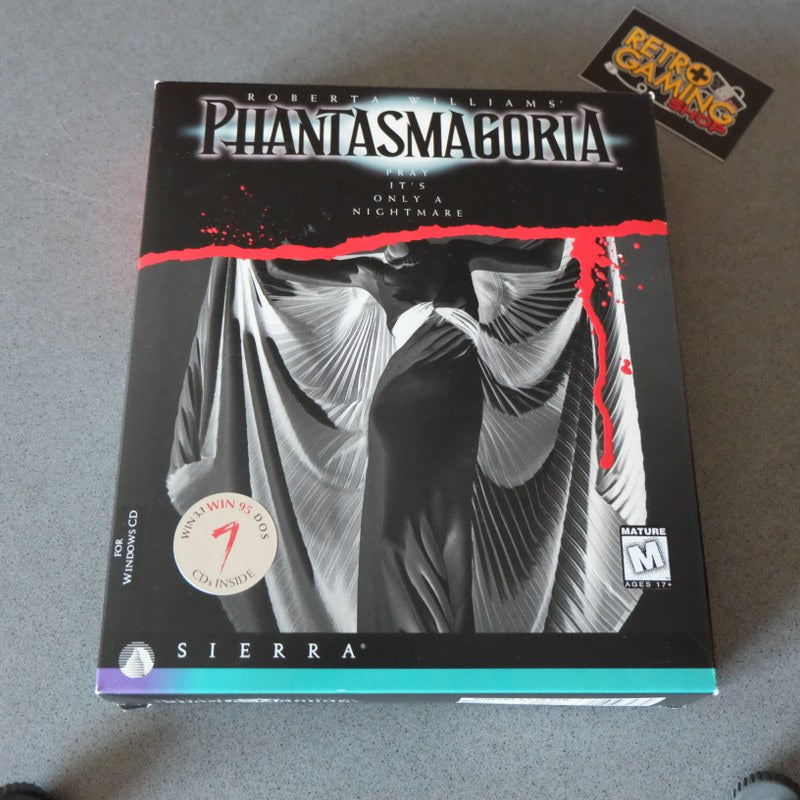 RETRO
GAMING
SHOP
ROBERTA WILLIAMS'
PHANTASMAGORIA™
PRAY
IT'S
ONLY A
NIGHTMARE
WIN 3.1 WIN 95 DOS
7
CDs INSIDE
FOR
WINDOWS CD
MATURE
M
AGES 17+
SIERRA®